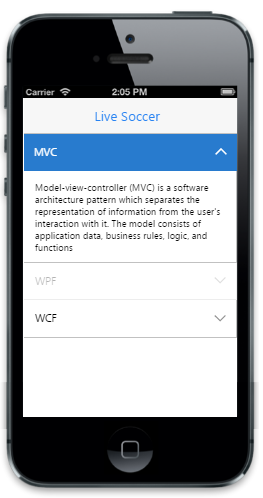 Carrier 2:05 PM
Live Soccer
MVC
Model-view-controller (MVC) is a software
architecture pattern which separates the
representation of information from the user's
interaction with it. The model consists of
application data, business rules, logic, and
functions
WPF
WCF